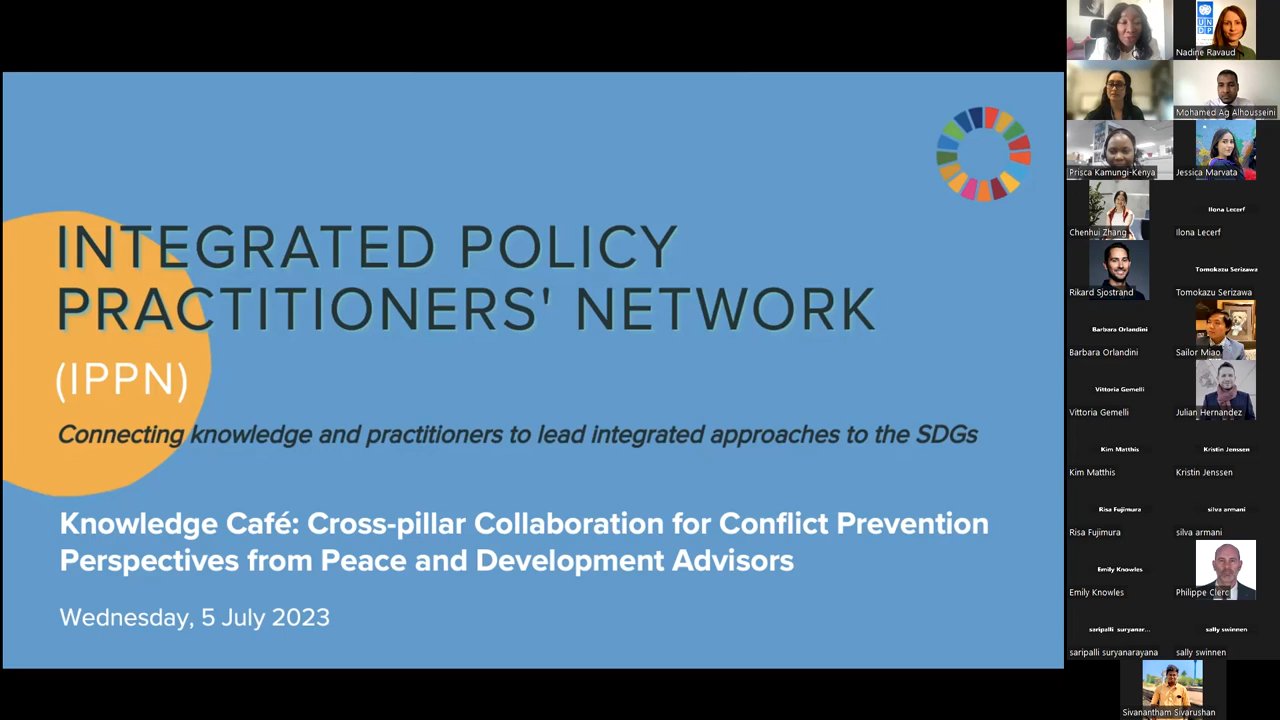 INTEGRATED POLICY
PRACTITIONERS' NETWORK
(IPPN)
Connecting knowledge and practitioners to lead integrated approaches to the SDGs
Knowledge Café: Cross-pillar Collaboration for Conflict Prevention
Perspectives from Peace and Development Advisors
Wednesday, 5 July 2023
UN
DP
Nadine Ravaud
Mohamed Ag Alhousseini
Prisca Kamungi-Kenya
Jessica Marvata
Chenhui Zhang
Ilona Lecerf
Ilona Lecerf
Rikard Sjostrand
Tomokazu Serizawa
Tomokazu Serizawa
Barbara Orlandini
Barbara Orlandini
Sailor Miao
Vittoria Gemelli
Vittoria Gemelli
Julian Hernandez
Kim Matthis
Kim Matthis
Kristin Jenssen
Kristin Jenssen
Risa Fujimura
Risa Fujimura
silva armani
silva armani
Emily Knowles
Emily Knowles
Philippe Clerc
saripalli suryanar...
saripalli suryanarayana
sally swinnen
sally swinnen
Sivanantham Sivarushan